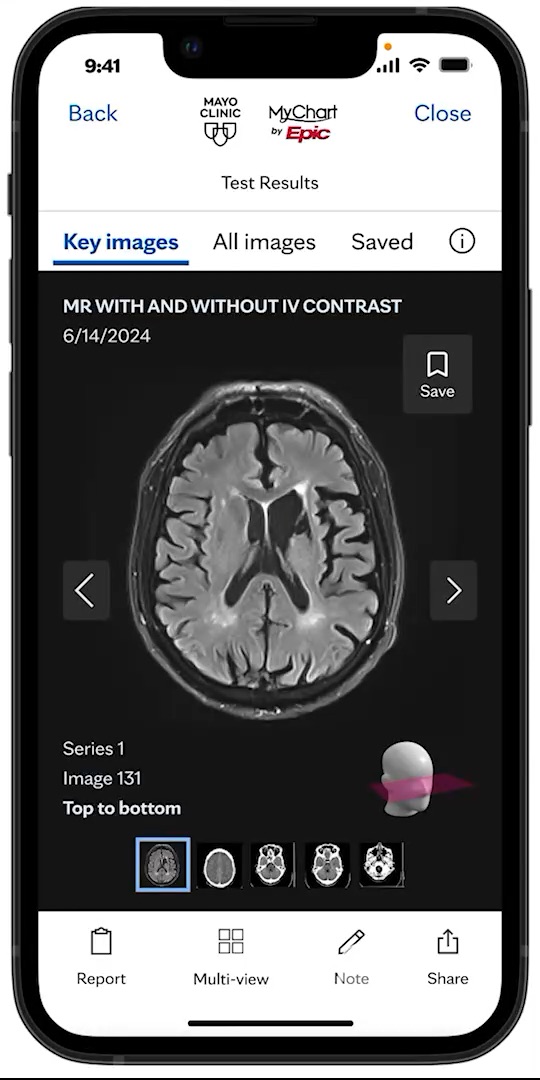 9:41
Back
MAYO CLINIC
MyChart by Epic
Close
Test Results
Key images
All images
Saved
i
MR WITH AND WITHOUT IV CONTRAST
6/14/2024
Save
Series 1
Image 131
Top to bottom
Report
Multi-view
Note
Share